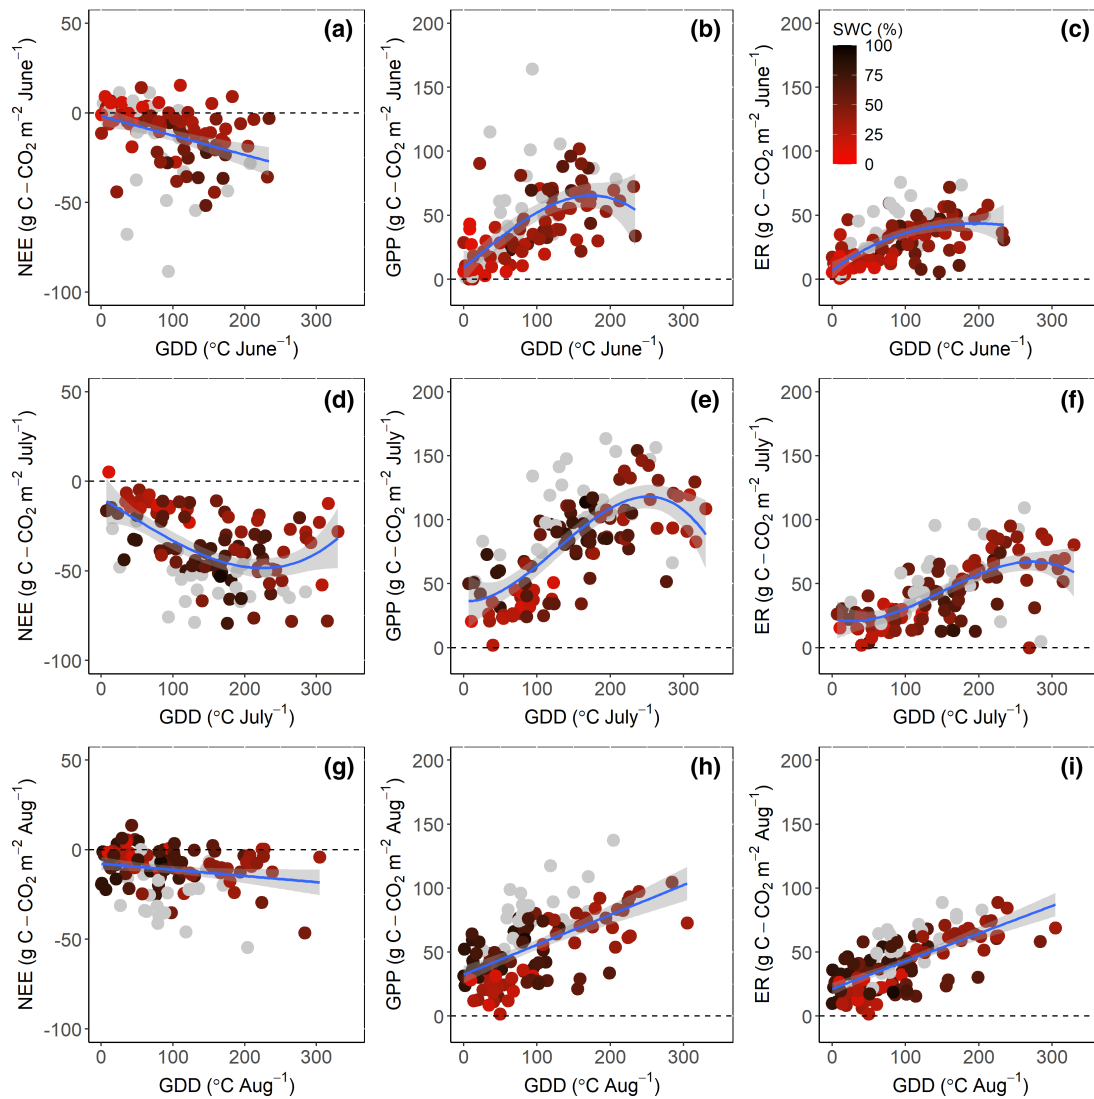 (a)
NEE (g C − CO2 m−2 June−1)
50
0
-50
-100
0 100 200 300
GDD (°C June−1)
(b)
GPP (g C − CO2 m−2 June−1)
200
150
100
50
0
0 100 200 300
GDD (°C June−1)
(c)
SWC (%)
100
75
50
25
0
ER (g C − CO2 m−2 June−1)
200
150
100
50
0
0 100 200 300
GDD (°C June−1)
(d)
NEE (g C − CO2 m−2 July−1)
50
0
-50
-100
0 100 200 300
GDD (°C July−1)
(e)
GPP (g C − CO2 m−2 July−1)
200
150
100
50
0
0 100 200 300
GDD (°C July−1)
(f)
ER (g C − CO2 m−2 July−1)
200
150
100
50
0
0 100 200 300
GDD (°C July−1)
(g)
NEE (g C − CO2 m−2 Aug−1)
50
0
-50
-100
0 100 200 300
GDD (°C Aug−1)
(h)
GPP (g C − CO2 m−2 Aug−1)
200
150
100
50
0
0 100 200 300
GDD (°C Aug−1)
(i)
ER (g C − CO2 m−2 Aug−1)
200
150
100
50
0
0 100 200 300
GDD (°C Aug−1)